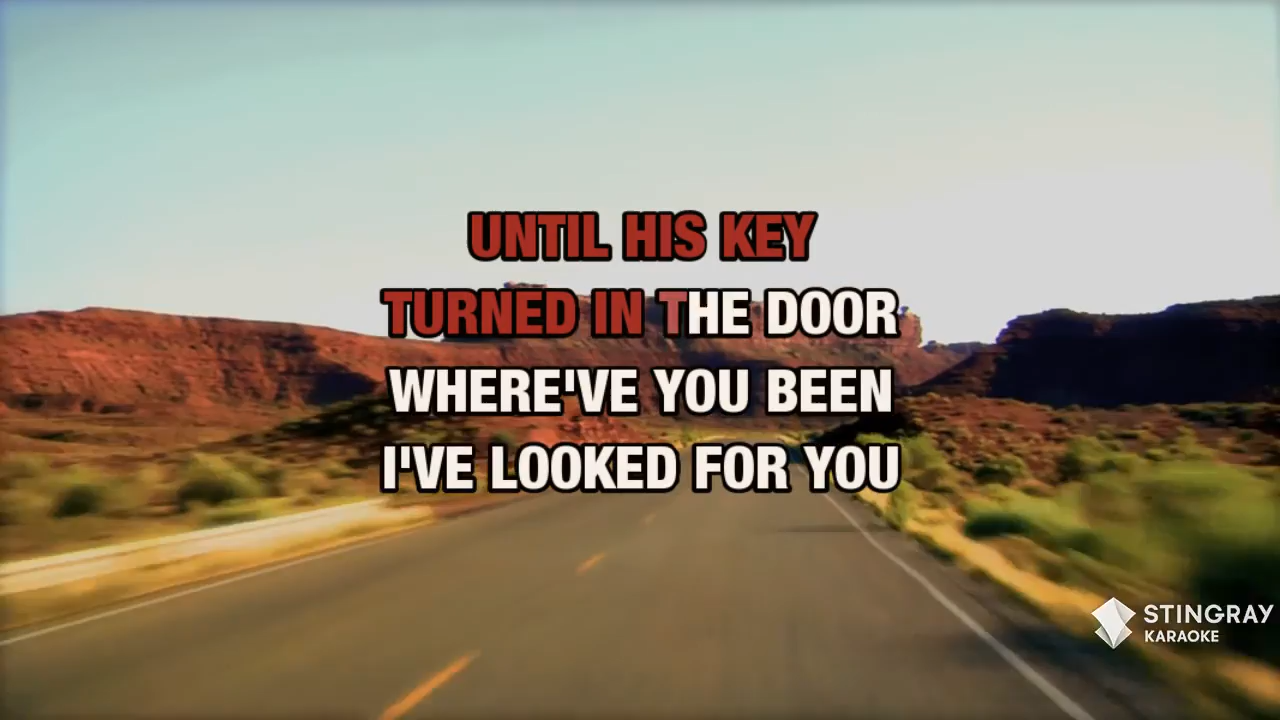 UNTIL HIS KEY
TURNED IN THE DOOR
WHERE'VE YOU BEEN
I'VE LOOKED FOR YOU
STINGRAY
KARAOKE